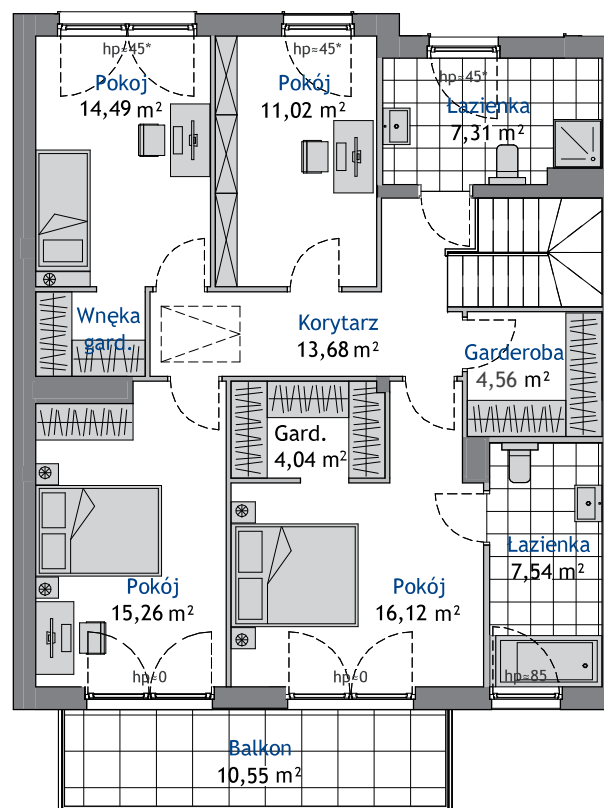 hp≈45*
Pokój
14,49 m²
hp≈45*
Pokój
11,02 m²
hp≈45*
Łazienka
7,31 m²
Wnęka
gard.
Korytarz
13,68 m²
Garderoba
4,56 m²
Gard.
4,04 m²
Łazienka
7,54 m²
Pokój
15,26 m²
Pokój
16,12 m²
hp≈0
hp≈0
hp≈85
Balkon
10,55 m²